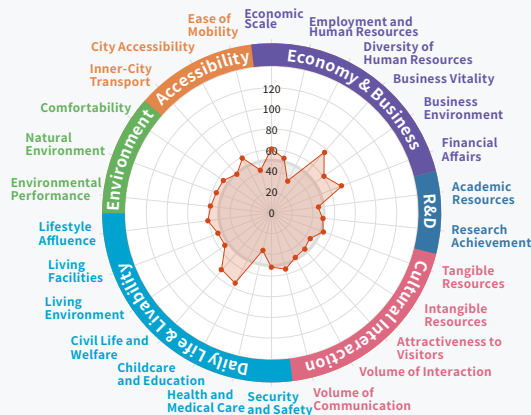 Economic
Scale
Employment and
Human Resources
Diversity of
Human Resources
Business Vitality
Business
Environment
Financial
Affairs
Academic
Resources
Research
Achievement
Tangible
Resources
Intangible
Resources
Attractiveness to
Visitors
Volume of Interaction
Volume of
Communication
Security
and Safety
Health and
Medical Care
Childcare
and Education
Civil Life and
Welfare
Living
Environment
Living
Facilities
Lifestyle
Affluence
Environmental
Performance
Natural
Environment
Comfortability
Inner-City
Transport
City Accessibility
Ease of
Mobility
Economy & Business
R&D
Cultural Interaction
Daily Life & Livability
Environment
Accessibility
120
100
80
60
40
20
0